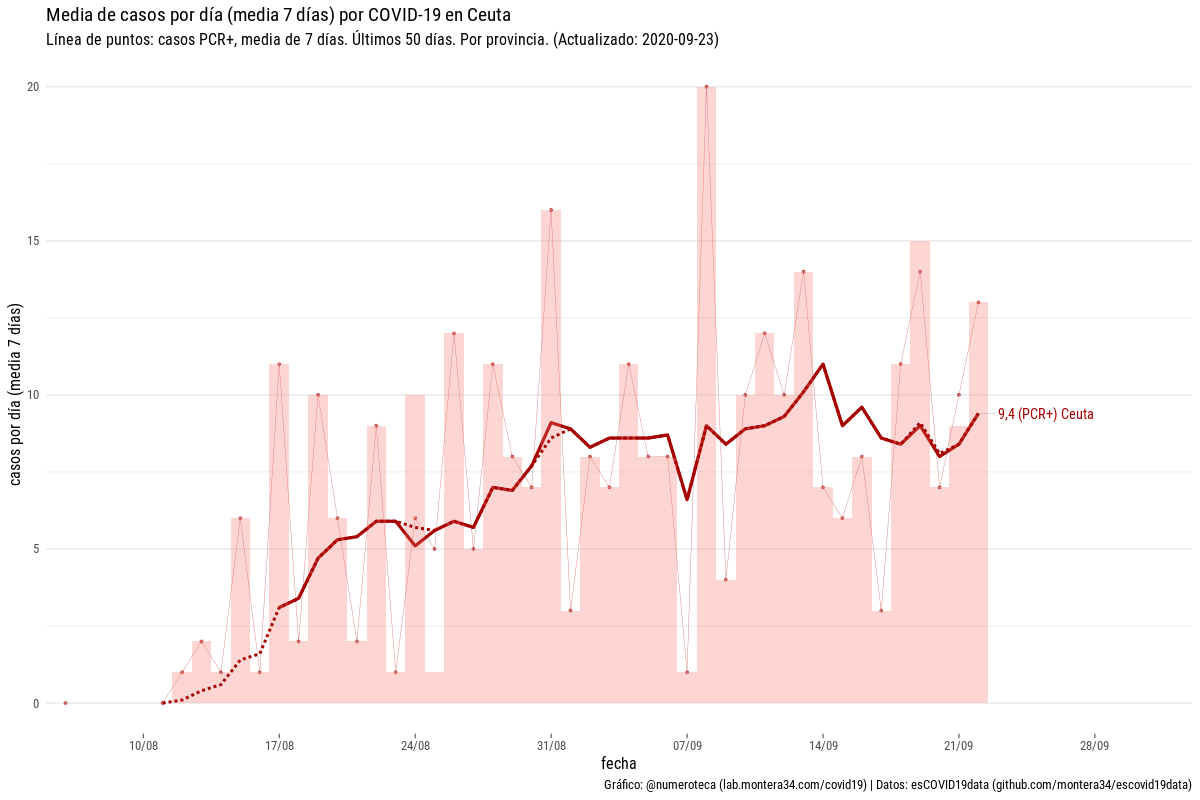 Media de casos por día (media 7 días) por COVID-19 en Ceuta
Línea de puntos: casos PCR+, media de 7 días. Últimos 50 días. Por provincia. (Actualizado: 2020-09-23)
casos por día (media 7 días)
20
15
10
5
0
9,4 (PCR+) Ceuta
10/08
17/08
24/08
31/08
07/09
14/09
21/09
28/09
fecha
Gráfico: @numeroteca (lab.montera34.com/covid19) | Datos: esCOVID19data (github.com/montera34/escovid19data)